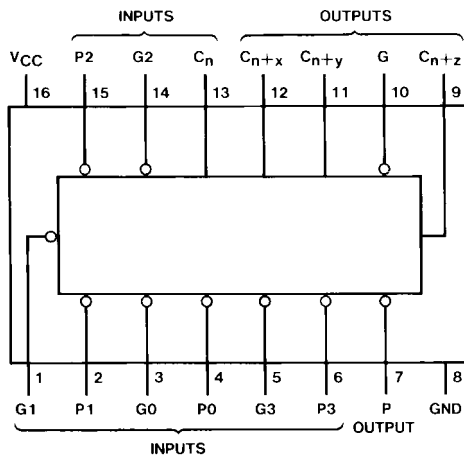 INPUTS OUTPUTS
VCC P2 G2 Cn Cn+x Cn+y G Cn+z
16 15 14 13 12 11 10 9
1 2 3 4 5 6 7 8
G1 P1 G0 P0 G3 P3 P GND
INPUTS OUTPUT